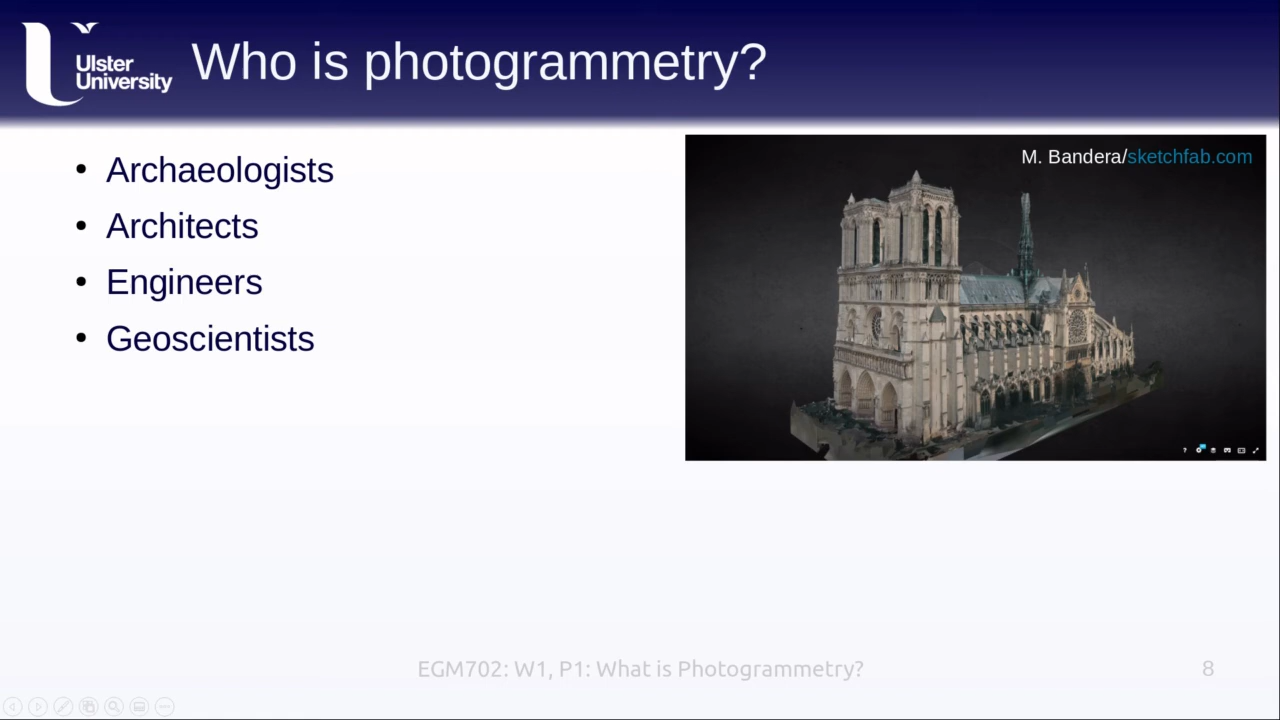 Ulster
University
Who is photogrammetry?
• Archaeologists
• Architects
• Engineers
• Geoscientists
M. Bandera/sketchfab.com
EGM702: W1, P1: What is Photogrammetry?
8